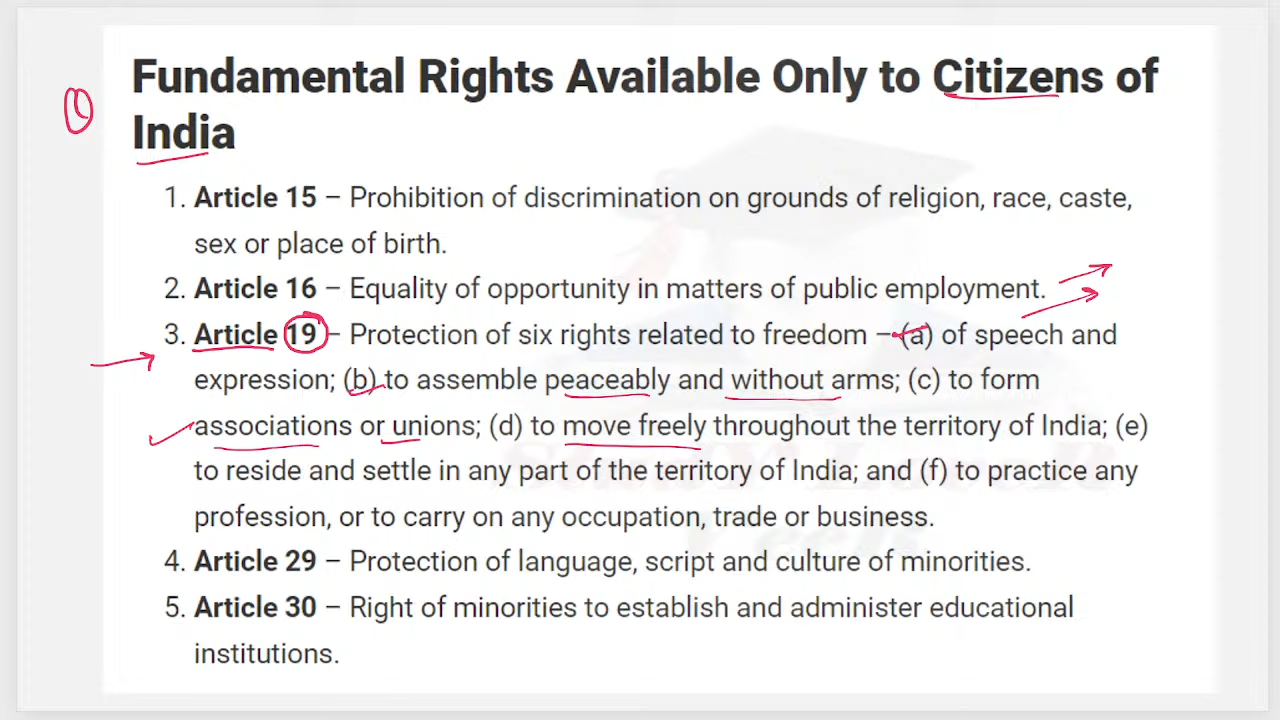 Fundamental Rights Available Only to Citizens of
India
1. Article 15 – Prohibition of discrimination on grounds of religion, race, caste,
sex or place of birth.
2. Article 16 – Equality of opportunity in matters of public employment.
3. Article 19 – Protection of six rights related to freedom – (a) of speech and
expression; (b) to assemble peaceably and without arms; (c) to form
associations or unions; (d) to move freely throughout the territory of India; (e)
to reside and settle in any part of the territory of India; and (f) to practice any
profession, or to carry on any occupation, trade or business.
4. Article 29 – Protection of language, script and culture of minorities.
5. Article 30 – Right of minorities to establish and administer educational
institutions.